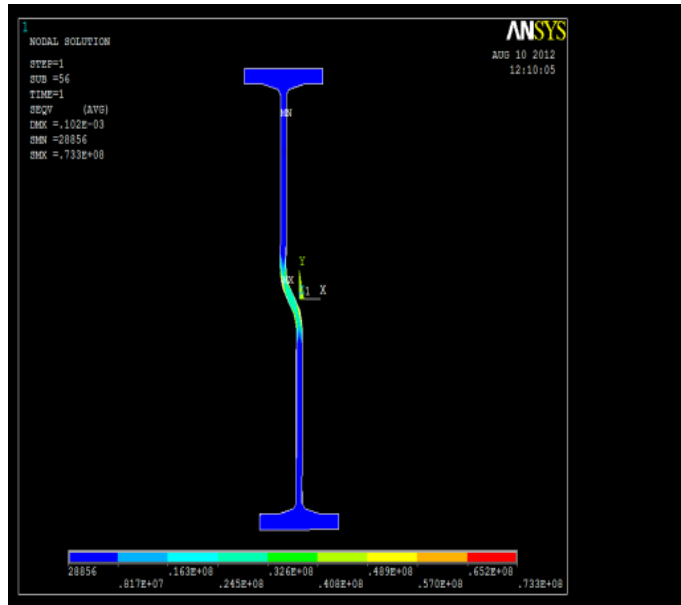 1
NODAL SOLUTION
STEP=1
SUB =56
TIME=1
SEQV (AVG)
DMX =.102E-03
SMN =28856
SMX =.733E+08
ANSYS
AUG 10 2012
12:10:05
MN
Y
MX
1 X
28856 .163E+08 .326E+08 .489E+08 .652E+08
.817E+07 .245E+08 .408E+08 .570E+08 .733E+08